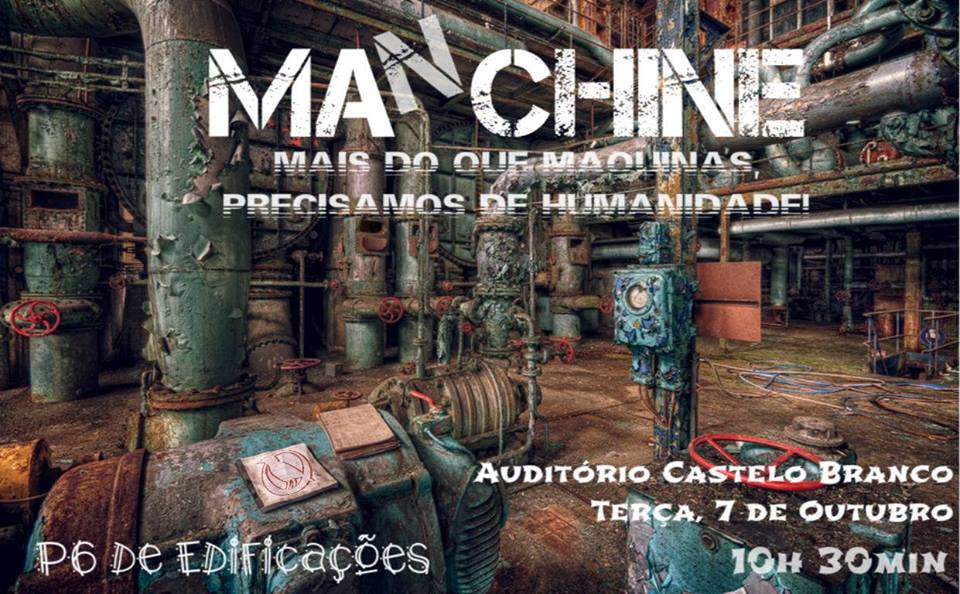 MANCHINE
MAIS DO QUE MÁQUINAS,
PRECISAMOS DE HUMANIDADE!
AUDITÓRIO CASTELO BRANCO
TERÇA, 7 DE OUTUBRO
P6 DE EDIFICAÇÕES
10H 30MIN